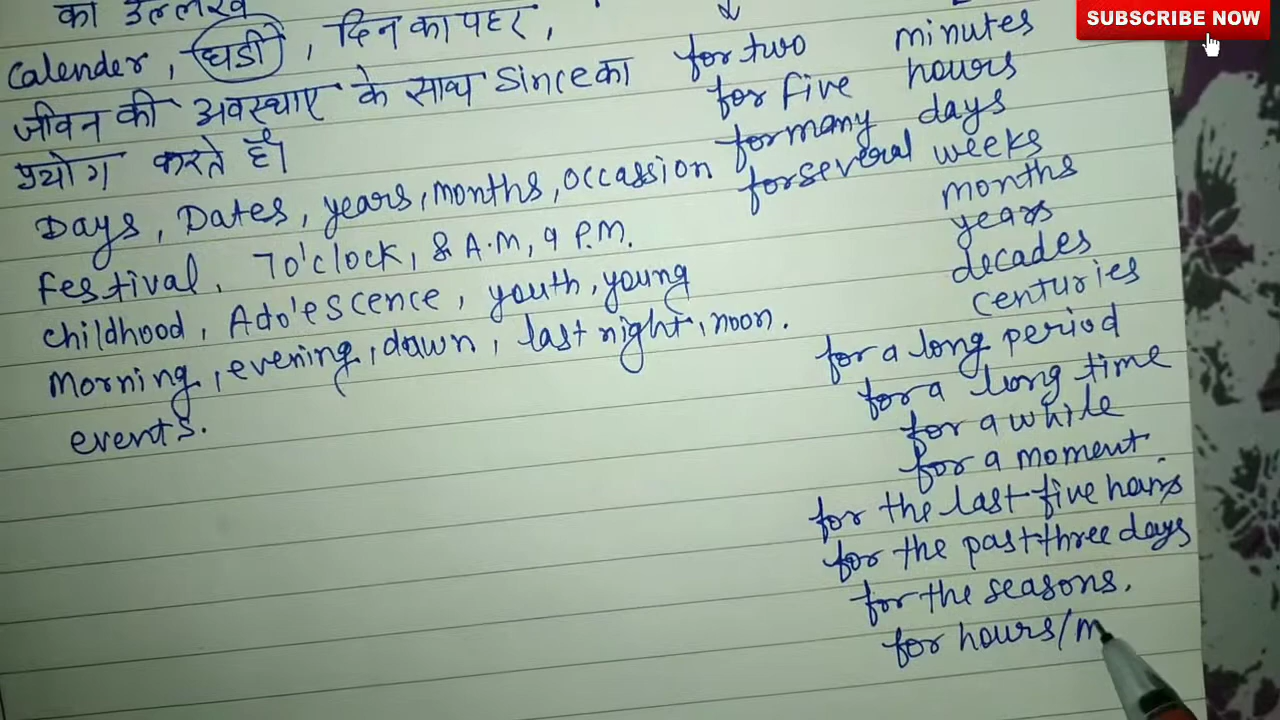 का उल्लेख
Calender, घडी, दिन का पहर,
जीवन की अवस्थाए के साथ Since का
प्रयोग करते है।
Days, Dates, years, months, occassion
Festival, 7 o'clock, 8 A.M, 9 P.M.
Childhood, Adolescence, youth, young
Morning, evening, dawn, last night, noon.
events.
for two minutes
for five hours
for many days
for several weeks
months
years
decades
centuries
for a long period
for a long time
for a while
for a moment.
for the last five hours
for the past three days
for the seasons.
for hours/m
SUBSCRIBE NOW